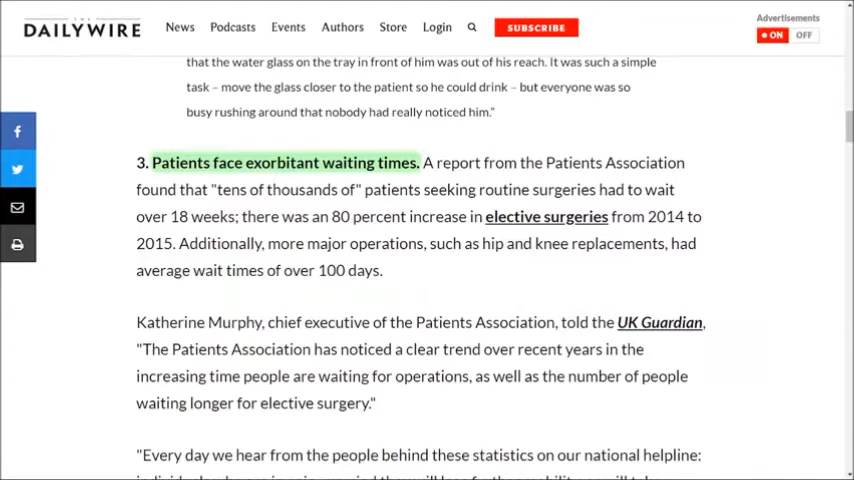 DAILYWIRE
News Podcasts Events Authors Store Login SUBSCRIBE
Advertisements
ON OFF
that the water glass on the tray in front of him was out of his reach. It was such a simple
task – move the glass closer to the patient so he could drink – but everyone was so
busy rushing around that nobody had really noticed him."
3. Patients face exorbitant waiting times. A report from the Patients Association
found that "tens of thousands of" patients seeking routine surgeries had to wait
over 18 weeks; there was an 80 percent increase in elective surgeries from 2014 to
2015. Additionally, more major operations, such as hip and knee replacements, had
average wait times of over 100 days.
Katherine Murphy, chief executive of the Patients Association, told the UK Guardian,
"The Patients Association has noticed a clear trend over recent years in the
increasing time people are waiting for operations, as well as the number of people
waiting longer for elective surgery."
"Every day we hear from the people behind these statistics on our national helpline: